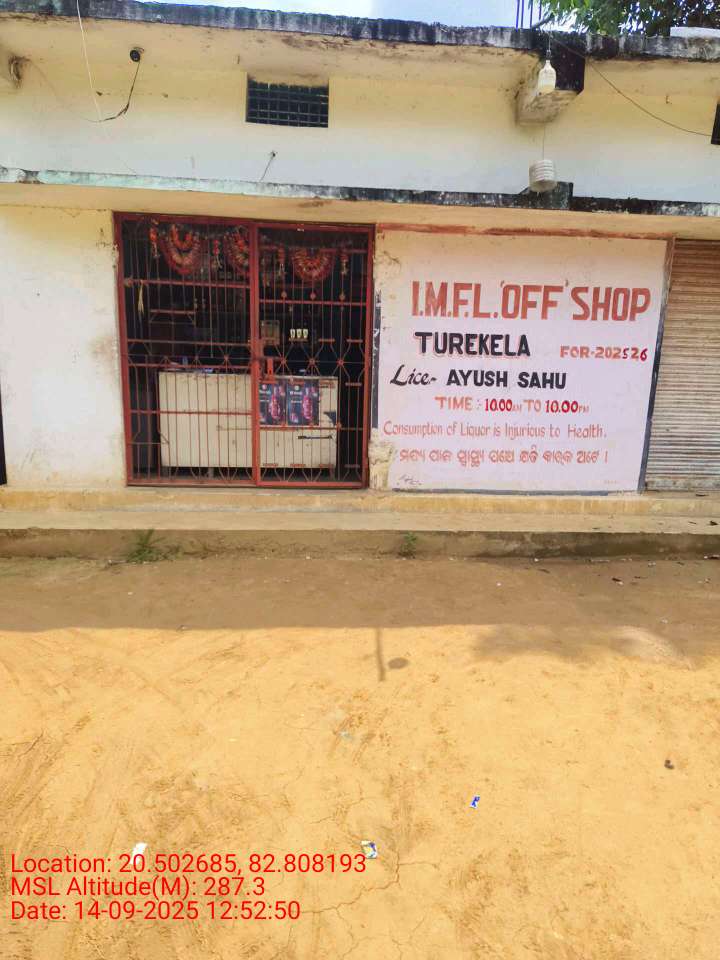 I.M.F.L. 'OFF' SHOP
TUREKELA FOR-202526
Lice- AYUSH SAHU
TIME : 10.00AM TO 10.00PM
Consumption of Liquor is Injurious to Health.
ମଦ୍ୟ ପାନ ସ୍ୱାସ୍ଥ୍ୟ ପକ୍ଷେ କ୍ଷତି କାରକ ଅଟେ ।
Location: 20.502685, 82.808193
MSL Altitude(M): 287.3
Date: 14-09-2025 12:52:50